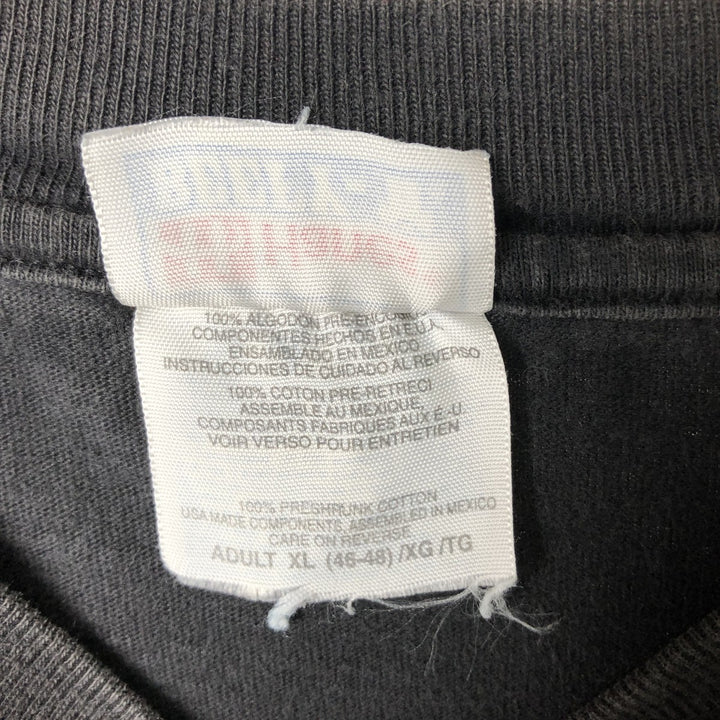 100% ALGODON PRE-ENCOGIDO
COMPONENTES HECHOS EN E.U.A.
ENSAMBLADO EN MEXICO
INSTRUCCIONES DE CUIDADO AL REVERSO
100% COTON PRE-RETRECI
ASSEMBLE AU MEXIQUE,
COMPOSANTS FABRIQUES AUX É.-U.
VOIR VERSO POUR ENTRETIEN
100% PRESHRUNK COTTON
USA MADE COMPONENTS, ASSEMBLED IN MEXICO
CARE ON REVERSE
ADULT XL (46-48) /XG /TG